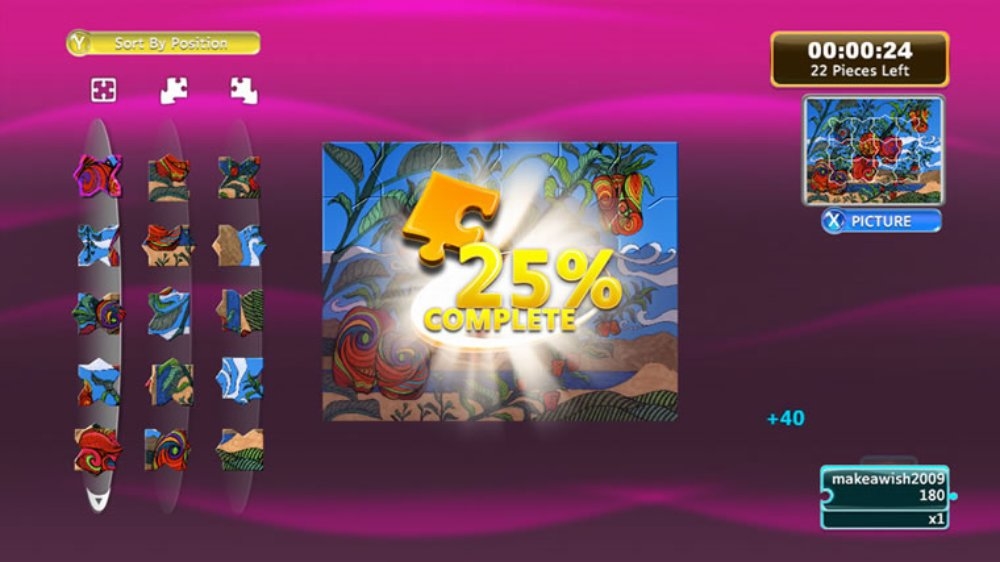 Y Sort By Position
00:00:24
22 Pieces Left
X PICTURE
25%
COMPLETE
+40
makeawish2009
180
x1